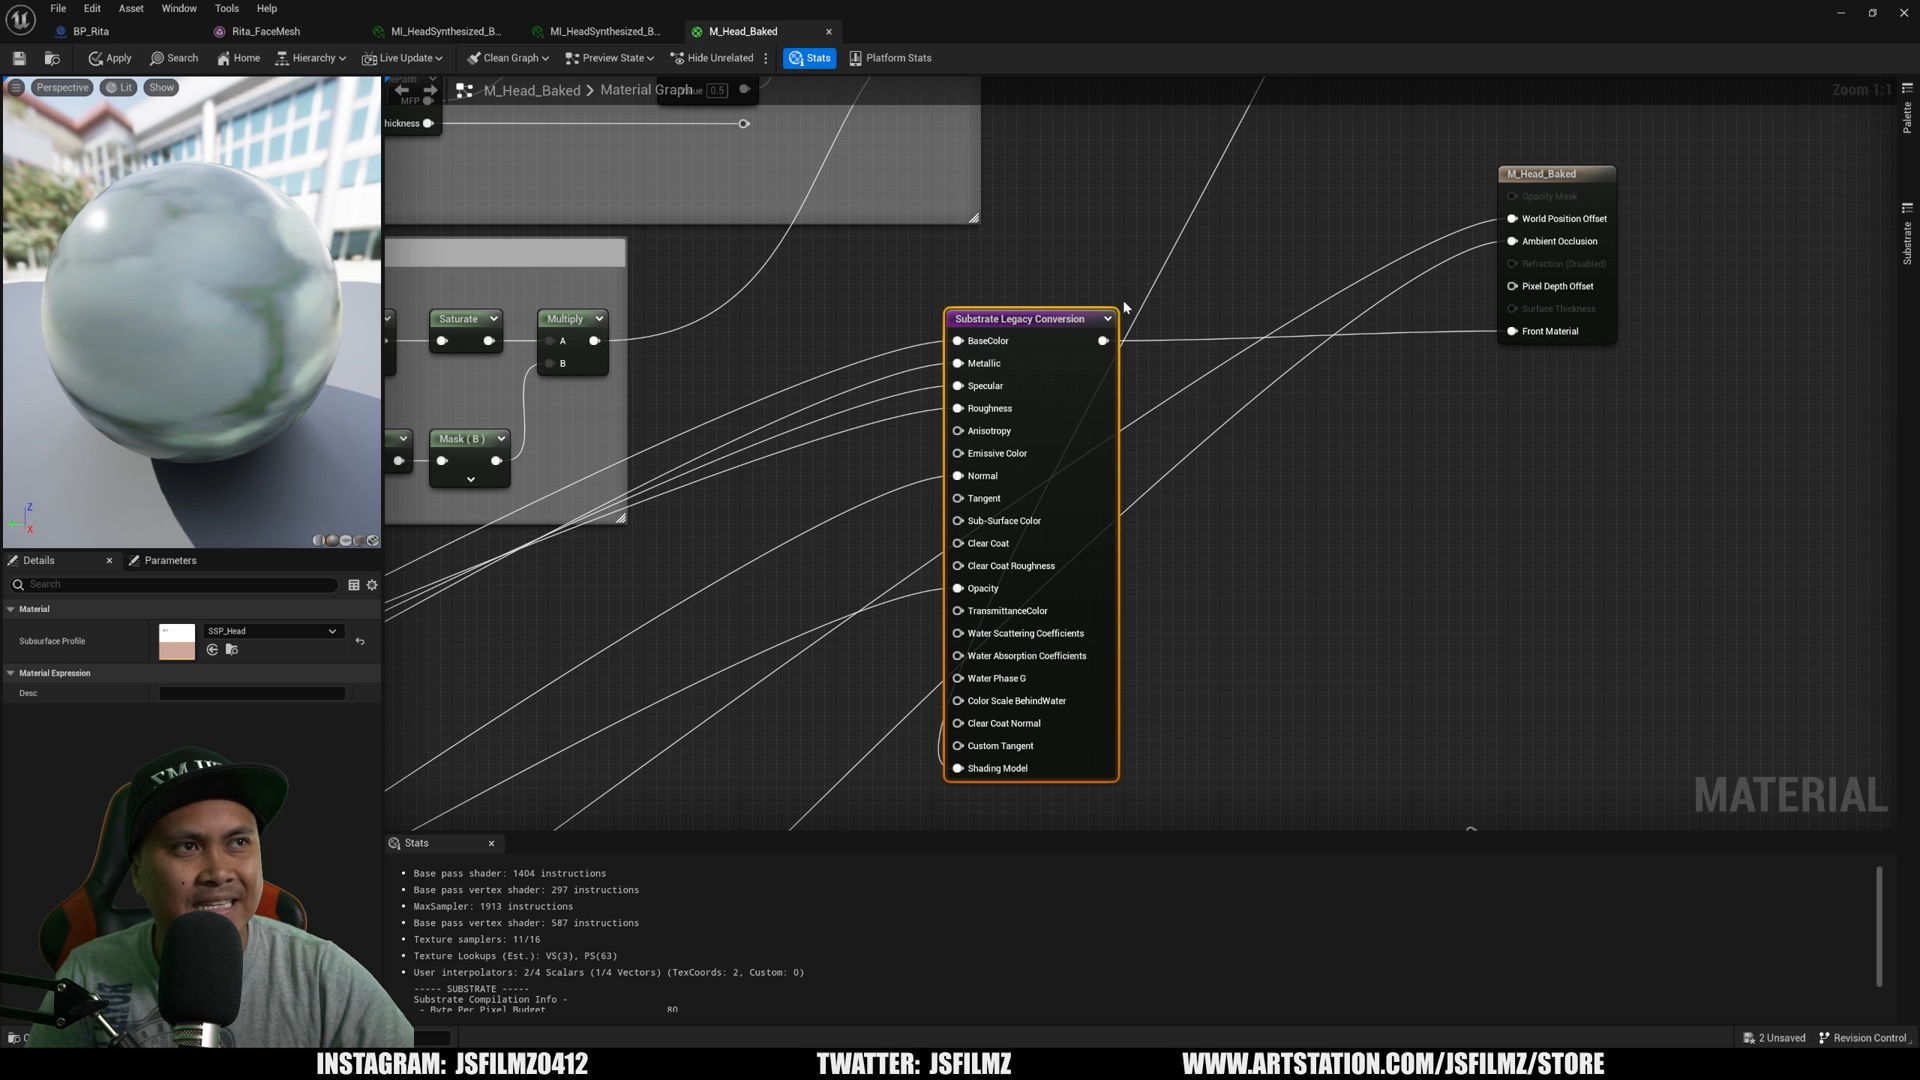 File Edit Asset Window Tools Help
BP_Rita Rita_FaceMesh MI_HeadSynthesized_B... MI_HeadSynthesized_B... M_Head_Baked
Apply Search Home Hierarchy Live Update Clean Graph Preview State Hide Unrelated Stats Platform Stats
Perspective Lit Show
M_Head_Baked > Material Graph
Zoom 1:1
MFP
0.5
hickness
Palette
Substrate
M_Head_Baked
Opacity Mask
World Position Offset
Ambient Occlusion
Refraction (Disabled)
Pixel Depth Offset
Surface Thickness
Front Material
Saturate
Multiply
A
B
Mask ( B )
Substrate Legacy Conversion
BaseColor
Metallic
Specular
Roughness
Anisotropy
Emissive Color
Normal
Tangent
Sub-Surface Color
Clear Coat
Clear Coat Roughness
Opacity
TransmittanceColor
Water Scattering Coefficients
Water Absorption Coefficients
Water Phase G
Color Scale BehindWater
Clear Coat Normal
Custom Tangent
Shading Model
MATERIAL
Z
X
Details Parameters
Search
Material
Subsurface Profile SSP_Head
Material Expression
Desc
Stats
Base pass shader: 1404 instructions
Base pass vertex shader: 297 instructions
MaxSampler: 1913 instructions
Base pass vertex shader: 587 instructions
Texture samplers: 11/16
Texture Lookups (Est.): VS(3), PS(63)
User interpolators: 2/4 Scalars (1/4 Vectors) (TexCoords: 2, Custom: 0)
----- SUBSTRATE -----
Substrate Compilation Info -
- Byte Per Pixel Budget 80
2 Unsaved Revision Control
INSTAGRAM: JSFILMZ0412 TWATTER: JSFILMZ WWW.ARTSTATION.COM/JSFILMZ/STORE